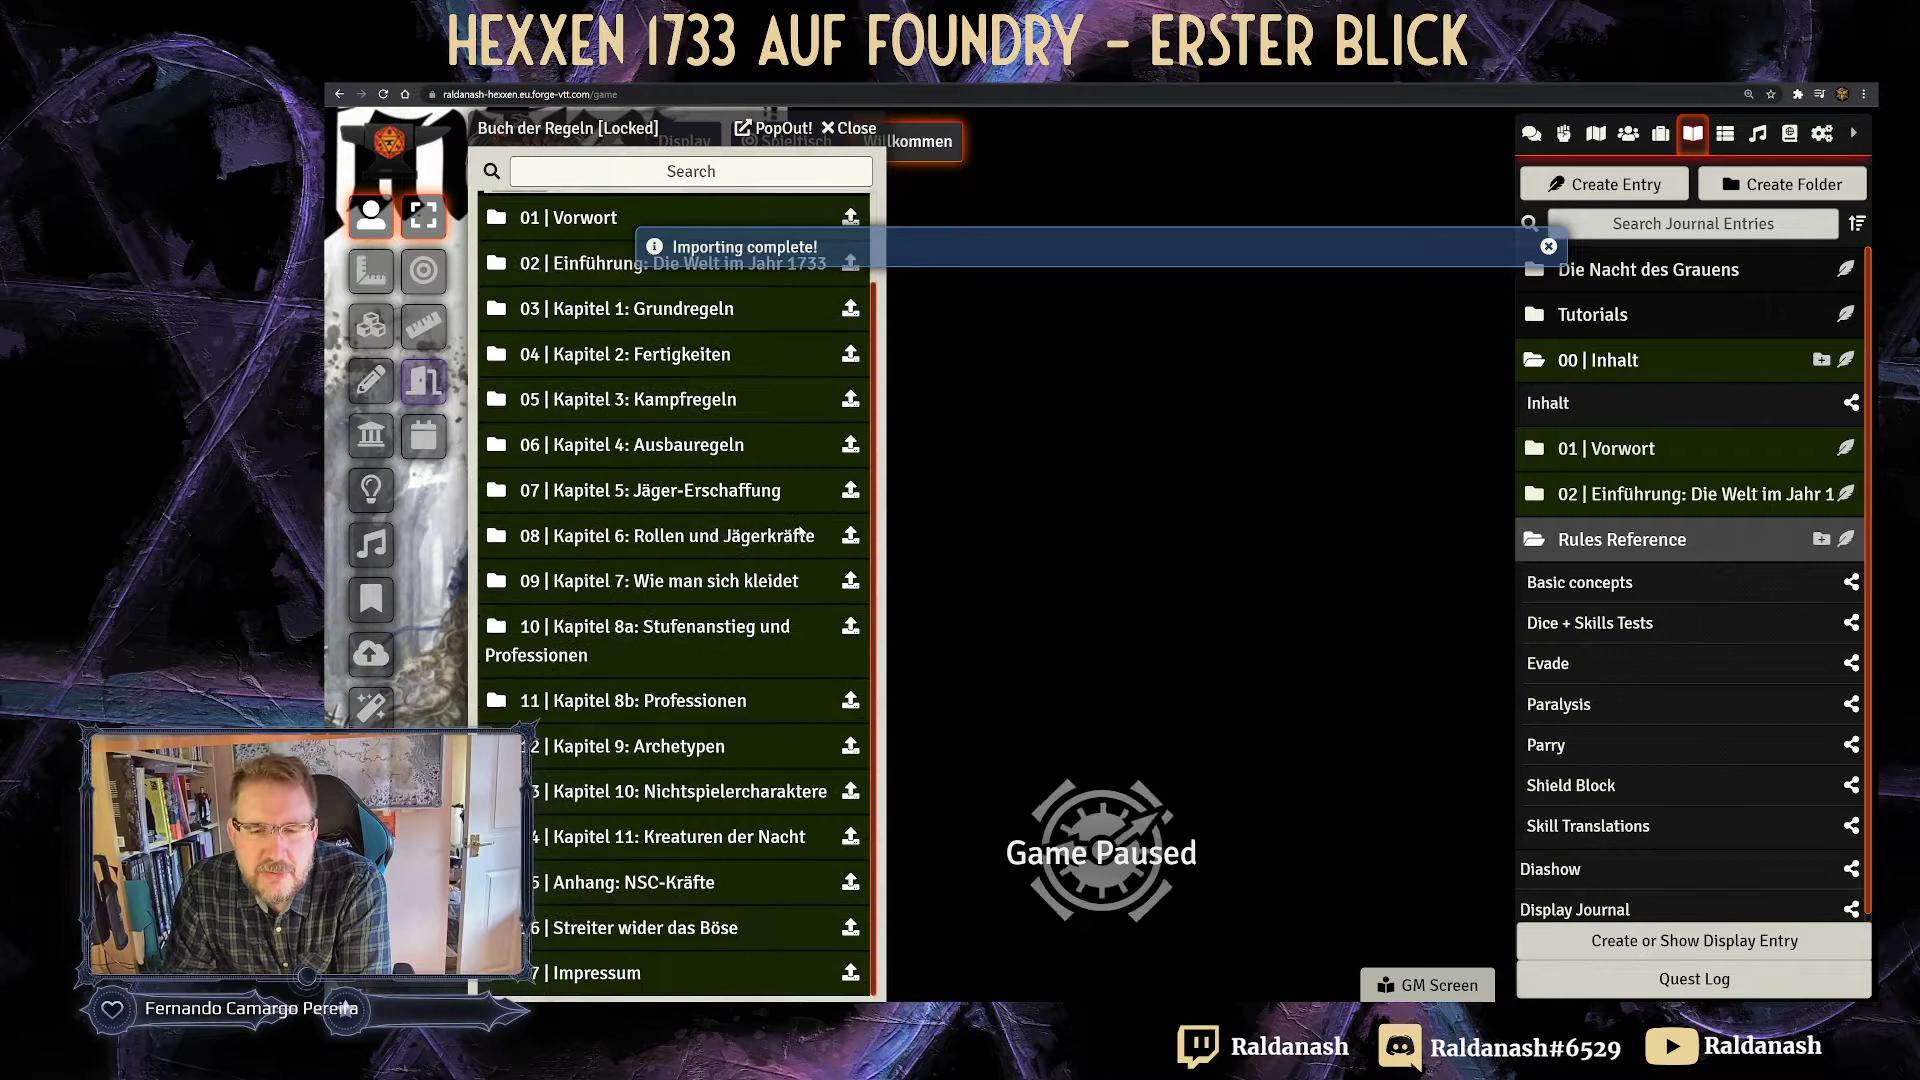 HEXXEN 1733 AUF FOUNDRY - ERSTER BLICK
raldanash-hexxen.eu.forge-vtt.com/game
Buch der Regeln [Locked]
PopOut!
Close
Display
Spieltisch
Willkommen
Search
01 | Vorwort
Importing complete!
02 | Einführung: Die Welt im Jahr 1733
03 | Kapitel 1: Grundregeln
04 | Kapitel 2: Fertigkeiten
05 | Kapitel 3: Kampfregeln
06 | Kapitel 4: Ausbauregeln
07 | Kapitel 5: Jäger-Erschaffung
08 | Kapitel 6: Rollen und Jägerkräfte
09 | Kapitel 7: Wie man sich kleidet
10 | Kapitel 8a: Stufenanstieg und
Professionen
11 | Kapitel 8b: Professionen
2 | Kapitel 9: Archetypen
3 | Kapitel 10: Nichtspielercharaktere
4 | Kapitel 11: Kreaturen der Nacht
5 | Anhang: NSC-Kräfte
6 | Streiter wider das Böse
7 | Impressum
Game Paused
GM Screen
Create Entry
Create Folder
Search Journal Entries
Die Nacht des Grauens
Tutorials
00 | Inhalt
Inhalt
01 | Vorwort
02 | Einführung: Die Welt im Jahr 1
Rules Reference
Basic concepts
Dice + Skills Tests
Evade
Paralysis
Parry
Shield Block
Skill Translations
Diashow
Display Journal
Create or Show Display Entry
Quest Log
Fernando Camargo Pereira
Raldanash
Raldanash#6529
Raldanash